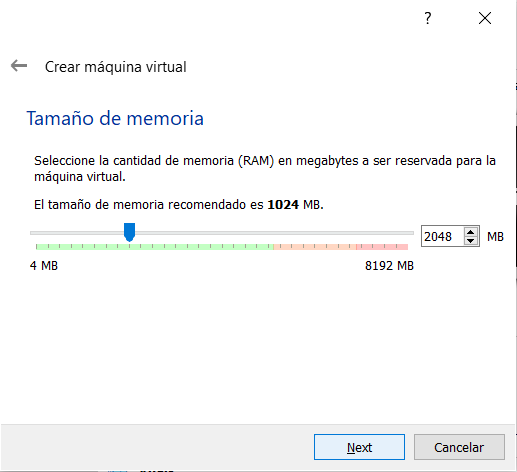 ?
Crear máquina virtual
Tamaño de memoria
Seleccione la cantidad de memoria (RAM) en megabytes a ser reservada para la
máquina virtual.
El tamaño de memoria recomendado es 1024 MB.
2048 MB
4 MB 8192 MB
Next Cancelar